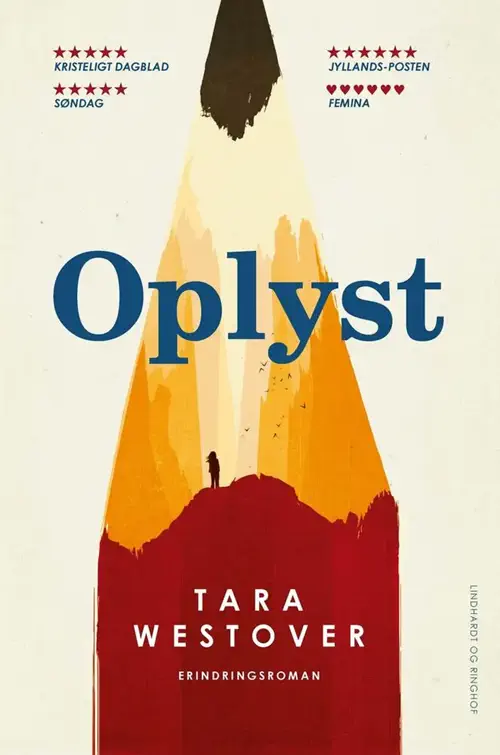 ★★★★★
KRISTELIGT DAGBLAD
★★★★★
SØNDAG
★★★★★★
JYLLANDS-POSTEN
♥♥♥♥♥♥
FEMINA
Oplyst
TARA
WESTOVER
ERINDRINGSROMAN
LINDHARDT OG RINGHOF